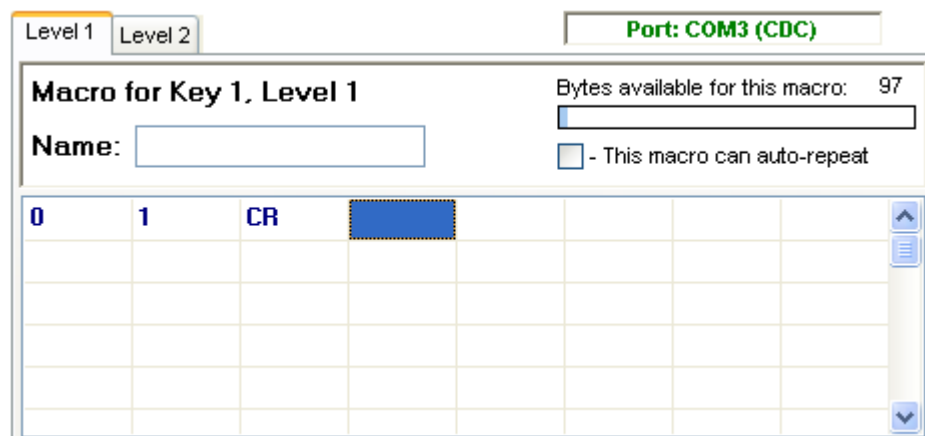 Level 1 Level 2 Port: COM3 (CDC)
Macro for Key 1, Level 1 Bytes available for this macro: 97
Name:
- This macro can auto-repeat
0 1 CR